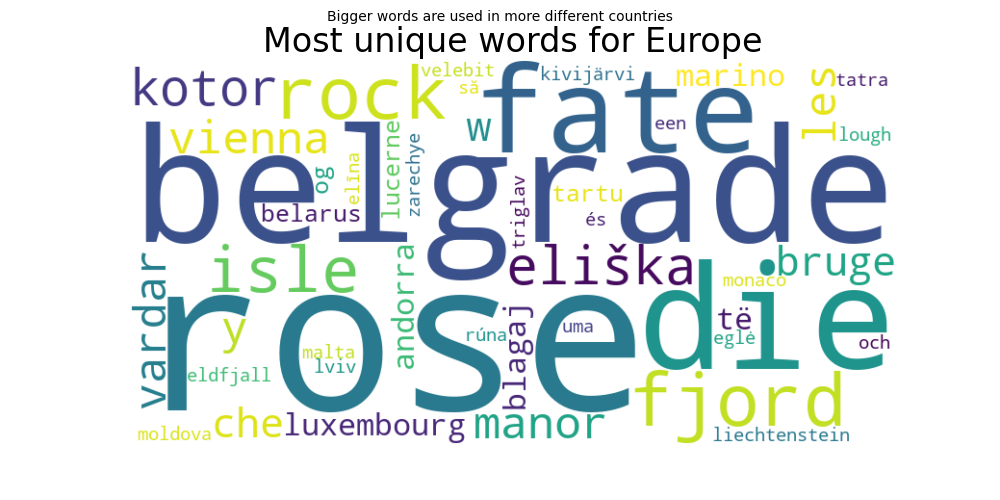 Bigger words are used in more different countries
Most unique words for Europe
kotor
rock
velebit
să
kivijärvi
fate
marino
les
tatra
vienna
og
elina
lucerne
zarechye
w
een
lough
belgrade
belarus
triglav
tartu
és
vardar
isle
andorra
eliška
monaco
bruge
rose
die
y
malta
lviv
rúna
blagaj
uma
të
eglė
och
eldfjall
moldova
che
luxembourg
manor
fjord
liechtenstein